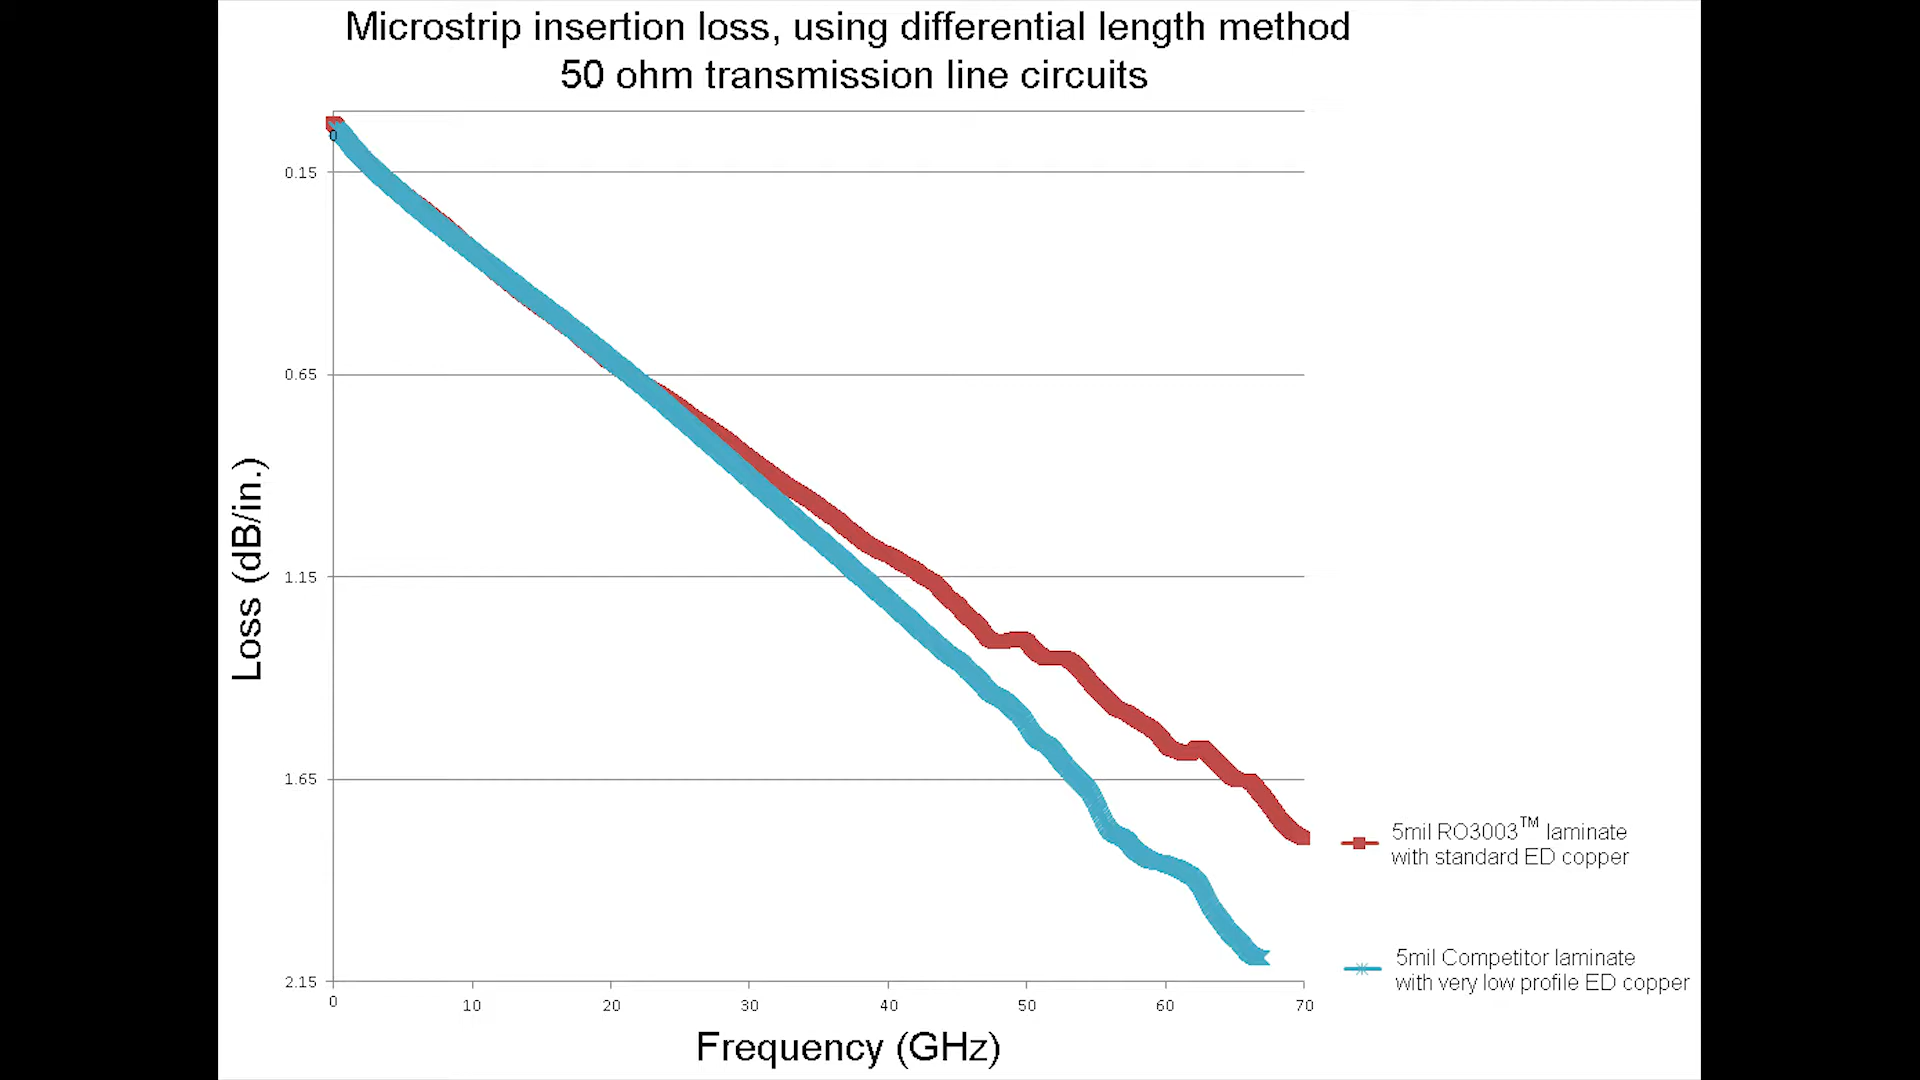 Microstrip insertion loss, using differential length method
50 ohm transmission line circuits
0
0.15
0.65
1.15
1.65
2.15
Loss (dB/in.)
0 10 20 30 40 50 60 70
Frequency (GHz)
5mil RO3003™ laminate
with standard ED copper
5mil Competitor laminate
with very low profile ED copper